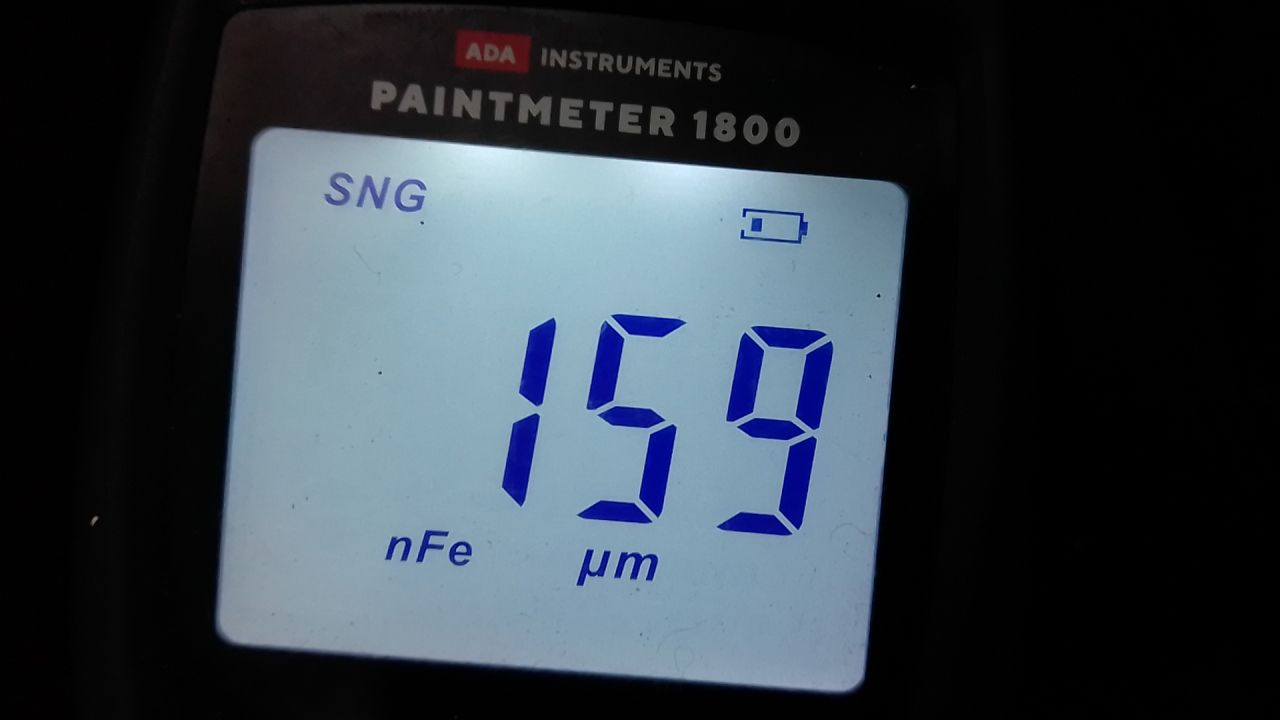 ADA INSTRUMENTS
PAINTMETER 1800
SNG
159
nFe µm